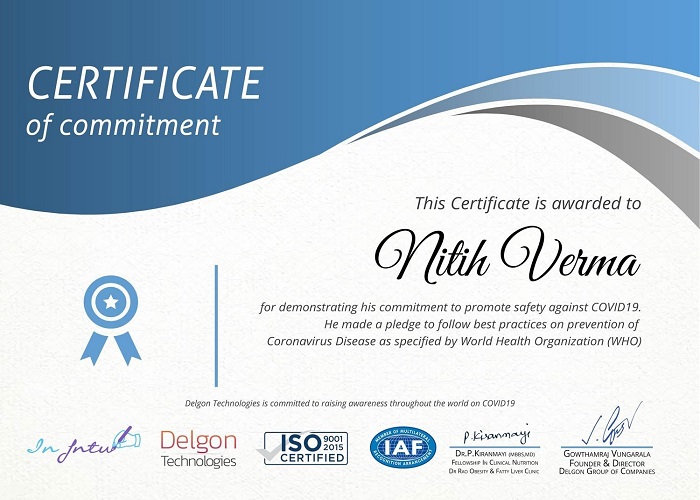 CERTIFICATE
of commitment
This Certificate is awarded to
Nitih Verma
for demonstrating his commitment to promote safety against COVID19.
He made a pledge to follow best practices on prevention of
Coronavirus Disease as specified by World Health Organization (WHO)
Delgon Technologies is committed to raising awareness throughout the world on COVID19
In Jntu
Delgon
Technologies
ISO 9001 2015
CERTIFIED
MEMBER OF MULTILATERAL
IAF
RECOGNITION ARRANGEMENT
P.Kiranmayi
DR.P.KIRANMAYI (MBBS,MD)
FELLOWSHIP IN CLINICAL NUTRITION
DR RAO OBESITY & FATTY LIVER CLINIC
GOWTHAMRAJ VUNGARALA
FOUNDER & DIRECTOR
DELGON GROUP OF COMPANIES